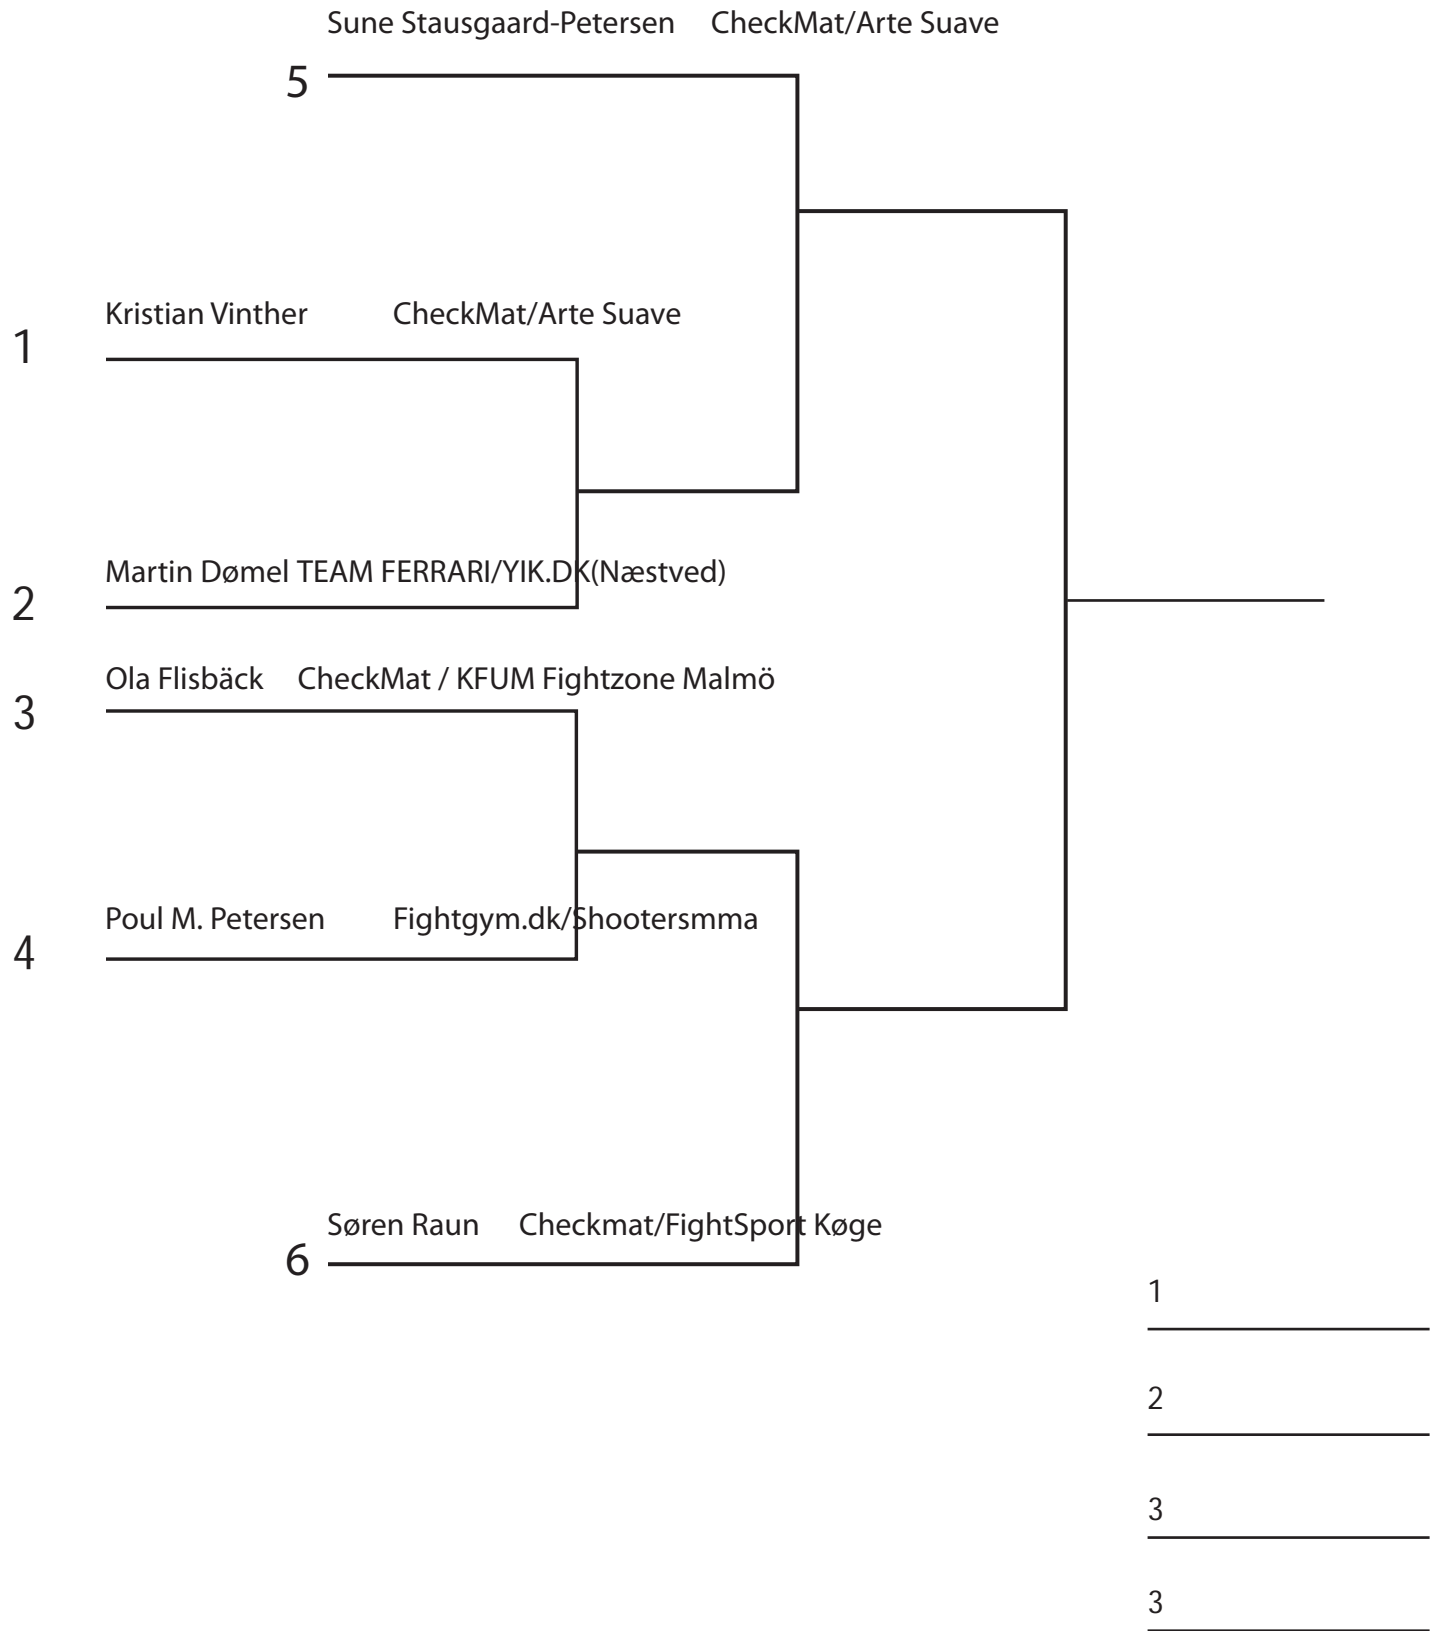 Sune Stausgaard-Petersen CheckMat/Arte Suave
5
Kristian Vinther CheckMat/Arte Suave
1
Martin Dømel TEAM FERRARI/YIK.DK(Næstved)
2
Ola Flisbäck CheckMat / KFUM Fightzone Malmö
3
Poul M. Petersen Fightgym.dk/Shootersmma
4
Søren Raun Checkmat/FightSport Køge
6
1
2
3
3